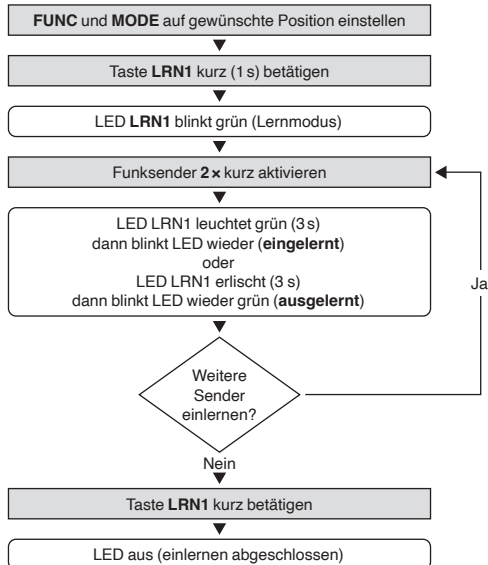 FUNC und MODE auf gewünschte Position einstellen
Taste LRN1 kurz (1 s) betätigen
LED LRN1 blinkt grün (Lernmodus)
Funksender 2 × kurz aktivieren
LED LRN1 leuchtet grün (3 s)
dann blinkt LED wieder (eingelernt)
oder
LED LRN1 erlischt (3 s)
dann blinkt LED wieder grün (ausgelernt)
Ja
Weitere
Sender
einlernen?
Nein
Taste LRN1 kurz betätigen
LED aus (einlernen abgeschlossen)